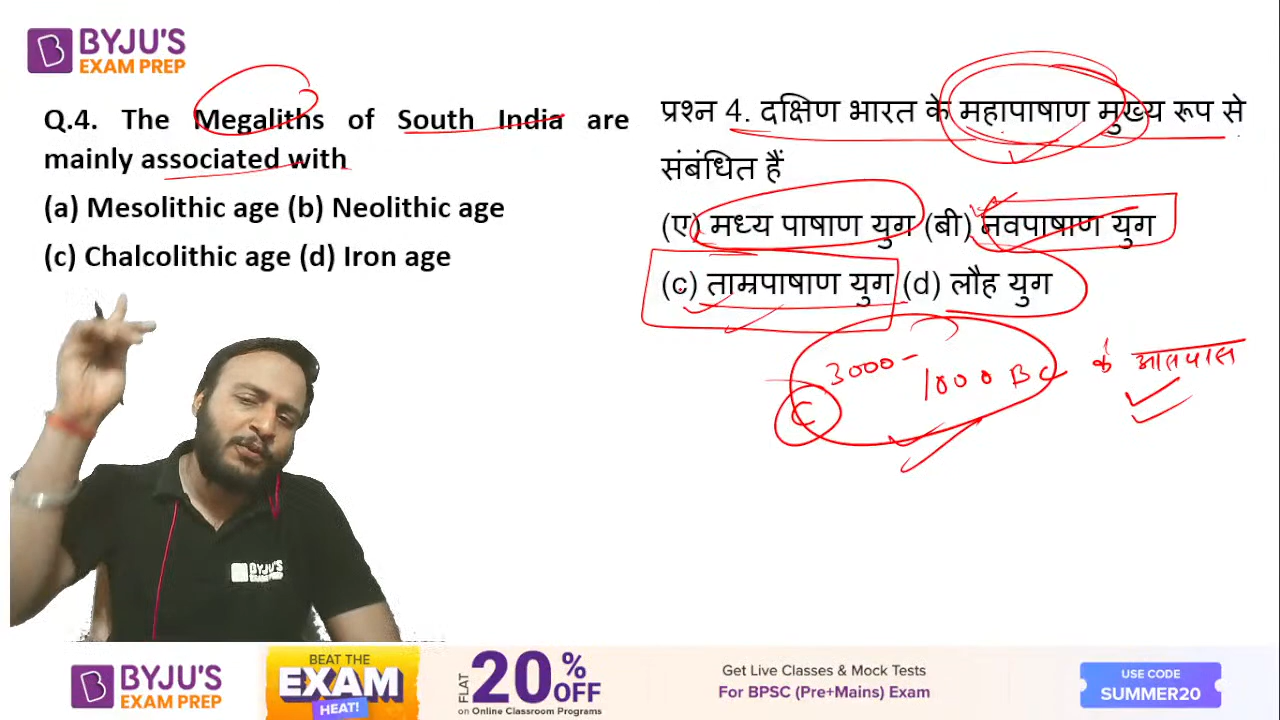 BYJU'S
EXAM PREP
Q.4. The Megaliths of South India are
mainly associated with
(a) Mesolithic age (b) Neolithic age
(c) Chalcolithic age (d) Iron age
प्रश्न 4. दक्षिण भारत के महापाषाण मुख्य रूप से
संबंधित हैं
(ए) मध्य पाषाण युग (बी) नवपाषाण युग
(c) ताम्रपाषाण युग (d) लौह युग
3000-
1000 BC के आसपास
C
BYJU'S
EXAM PREP
BYJU'S
EXAM PREP
BEAT THE
EXAM
HEAT!
FLAT 20% OFF
on Online Classroom Programs
Get Live Classes & Mock Tests
For BPSC (Pre+Mains) Exam
USE CODE
SUMMER20